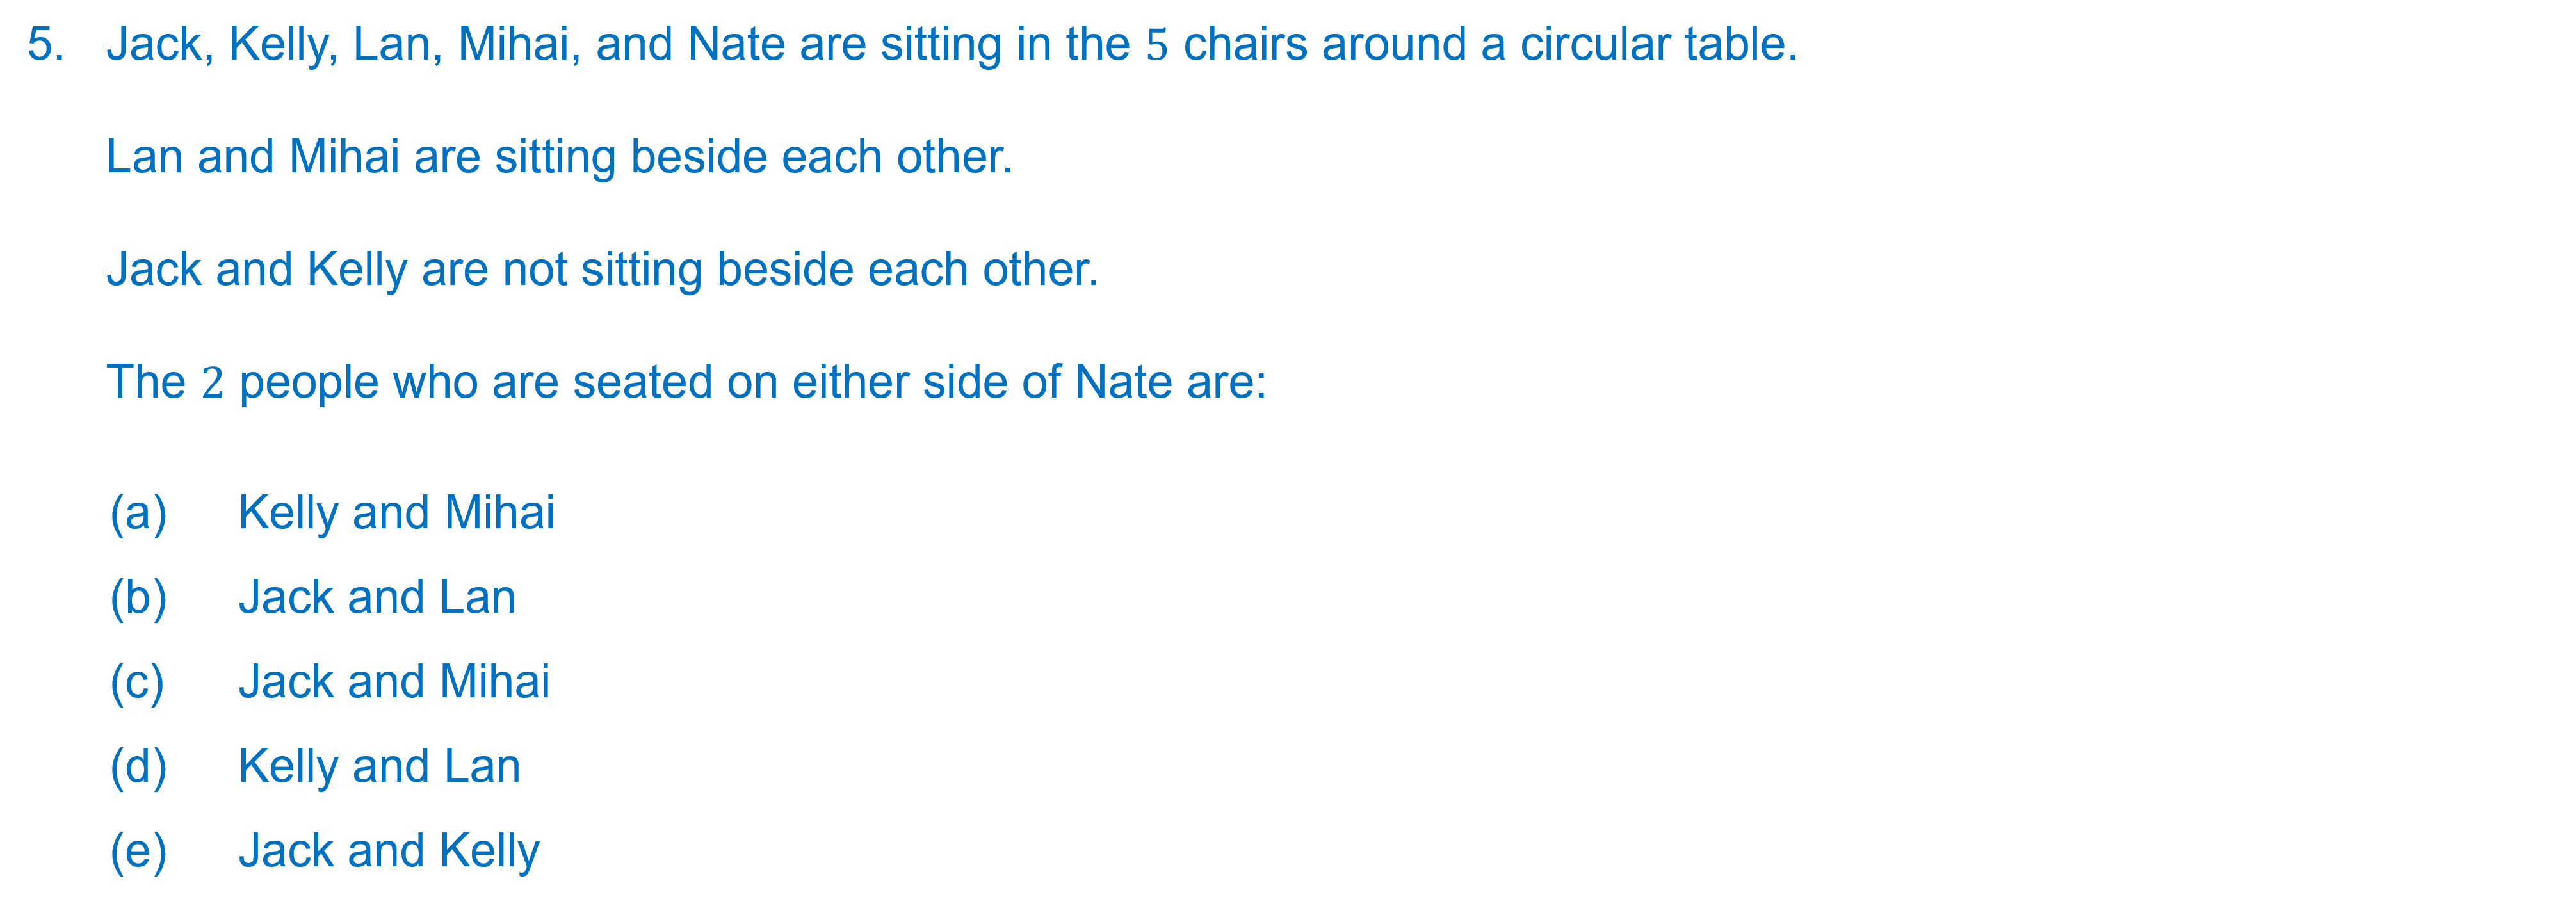 5. Jack, Kelly, Lan, Mihai, and Nate are sitting in the 5 chairs around a circular table.
Lan and Mihai are sitting beside each other.
Jack and Kelly are not sitting beside each other.
The 2 people who are seated on either side of Nate are:
(a) Kelly and Mihai
(b) Jack and Lan
(c) Jack and Mihai
(d) Kelly and Lan
(e) Jack and Kelly